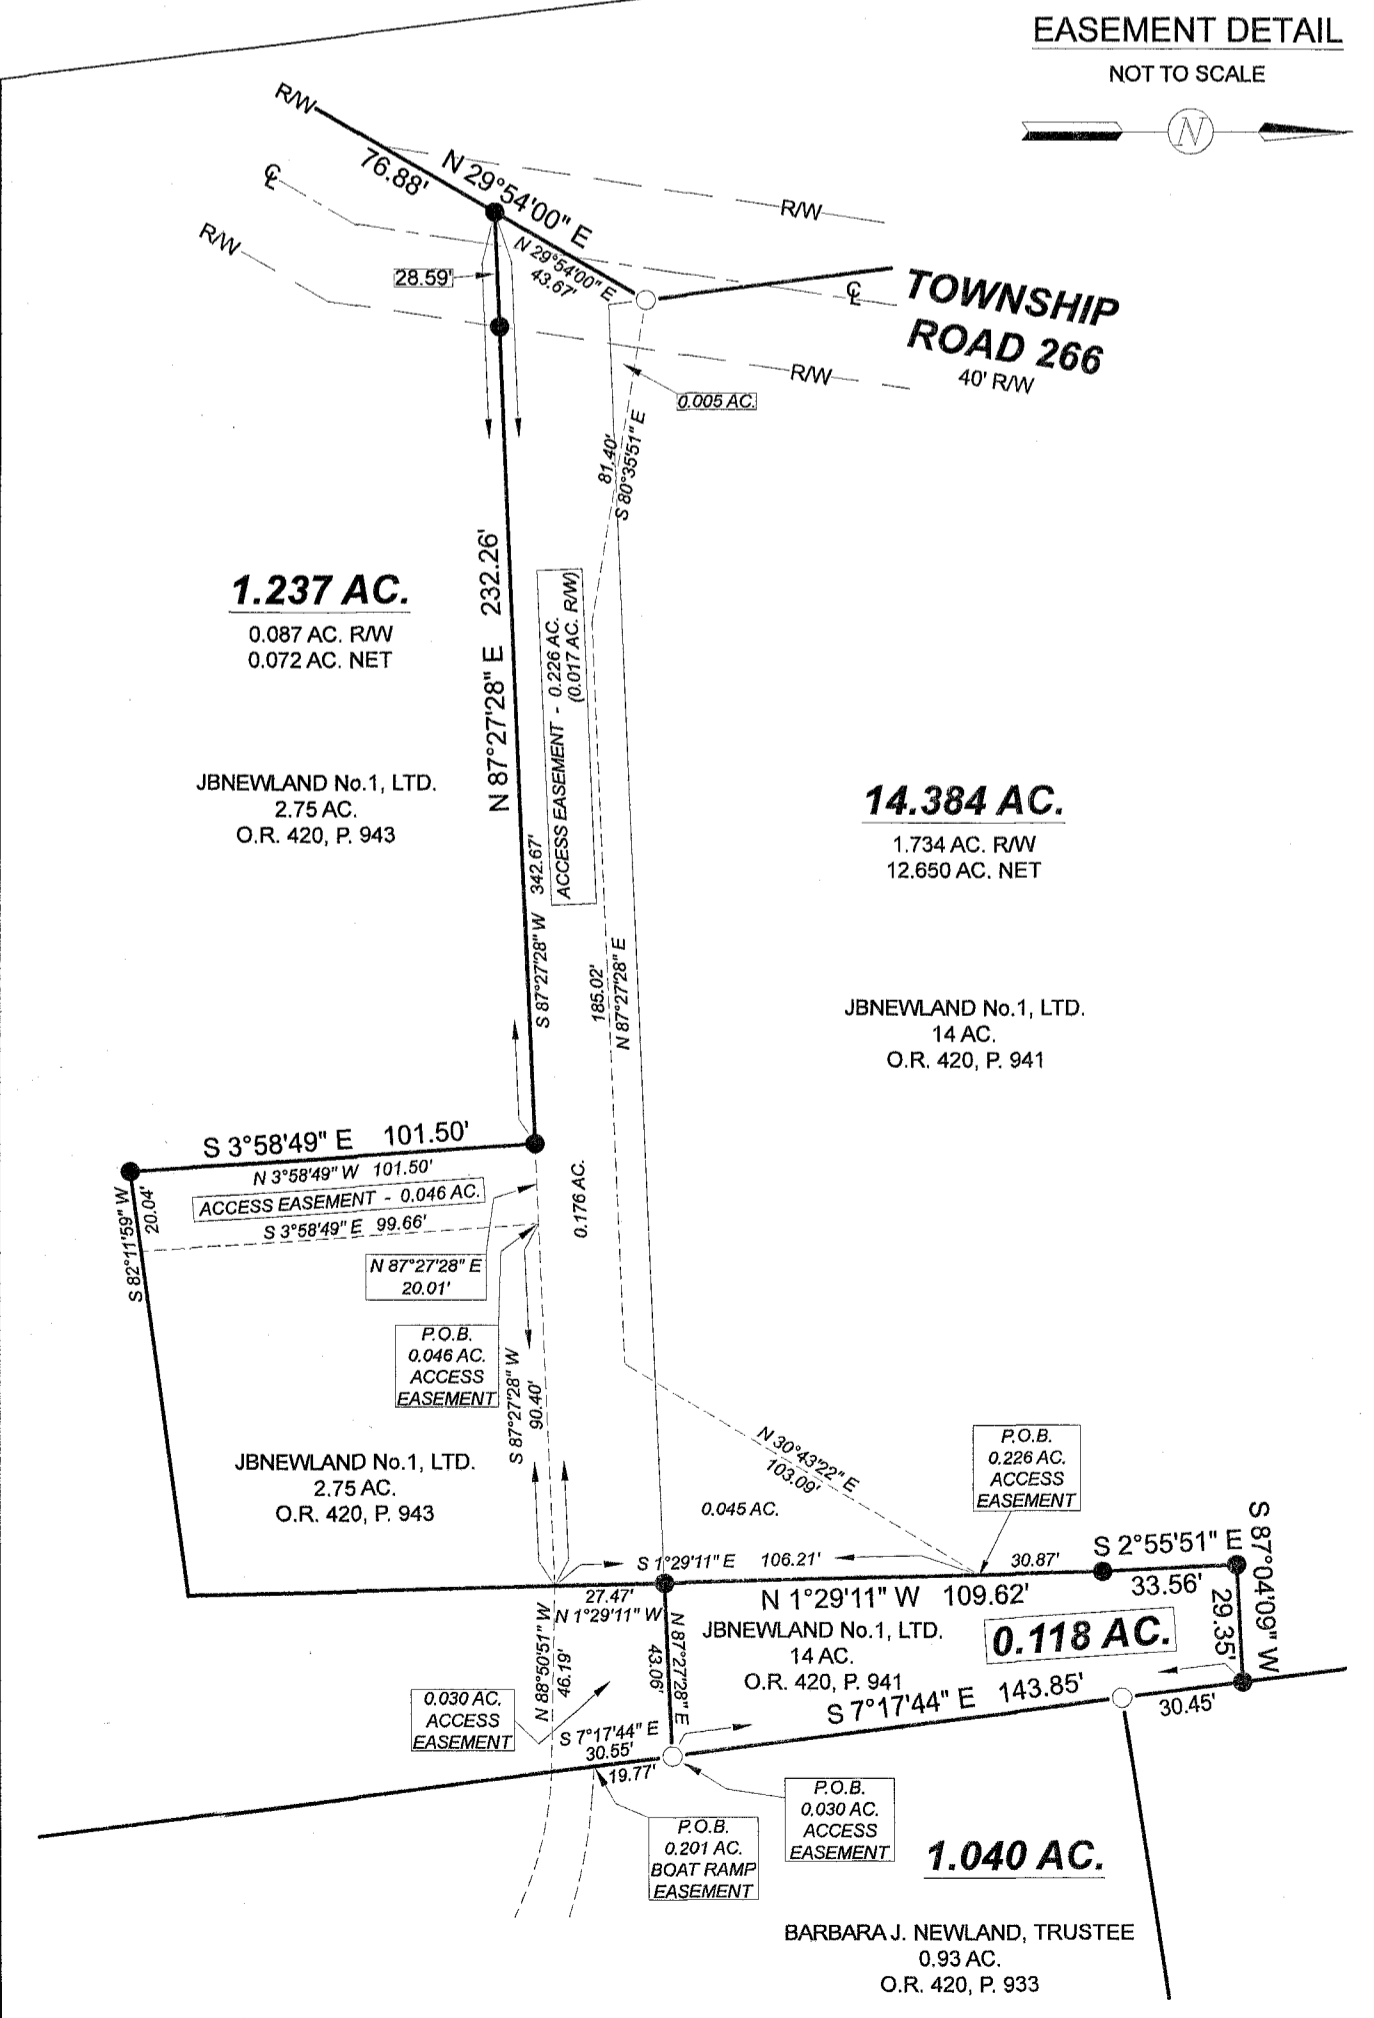 EASEMENT DETAIL
NOT TO SCALE
N
R/W
76.88'
N 29°54'00" E
R/W
℄
R/W
N 29°54'00" E
43.67'
28.59'
℄
TOWNSHIP
ROAD 266
40' R/W
R/W
0.005 AC.
81.40'
S 80°35'51" E
1.237 AC.
0.087 AC. R/W
0.072 AC. NET
N 87°27'28" E 232.26'
ACCESS EASEMENT - 0.226 AC.
(0.017 AC. R/W)
JBNEWLAND No.1, LTD.
2.75 AC.
O.R. 420, P. 943
14.384 AC.
1.734 AC. R/W
12.650 AC. NET
S 87°27'28" W 342.67'
185.02'
N 87°27'28" E
JBNEWLAND No.1, LTD.
14 AC.
O.R. 420, P. 941
S 3°58'49" E 101.50'
N 3°58'49" W 101.50'
ACCESS EASEMENT - 0.046 AC.
S 3°58'49" E 99.66'
S 82°11'59" W
20.04'
0.176 AC.
N 87°27'28" E
20.01'
P.O.B.
0.046 AC.
ACCESS
EASEMENT
S 87°27'28" W
90.40'
JBNEWLAND No.1, LTD.
2.75 AC.
O.R. 420, P. 943
N 30°43'22" E
103.09'
P.O.B.
0.226 AC.
ACCESS
EASEMENT
0.045 AC.
S 1°29'11" E 106.21'
30.87'
S 2°55'51" E
33.56'
S 87°04'09" W
29.35'
27.47'
N 1°29'11" W
N 1°29'11" W 109.62'
JBNEWLAND No.1, LTD.
14 AC.
O.R. 420, P. 941
0.118 AC.
N 88°50'51" W
46.19'
43.06'
N 87°27'28" E
0.030 AC.
ACCESS
EASEMENT
S 7°17'44" E
30.55'
19.77'
S 7°17'44" E 143.85'
30.45'
P.O.B.
0.030 AC.
ACCESS
EASEMENT
P.O.B.
0.201 AC.
BOAT RAMP
EASEMENT
1.040 AC.
BARBARA J. NEWLAND, TRUSTEE
0.93 AC.
O.R. 420, P. 933